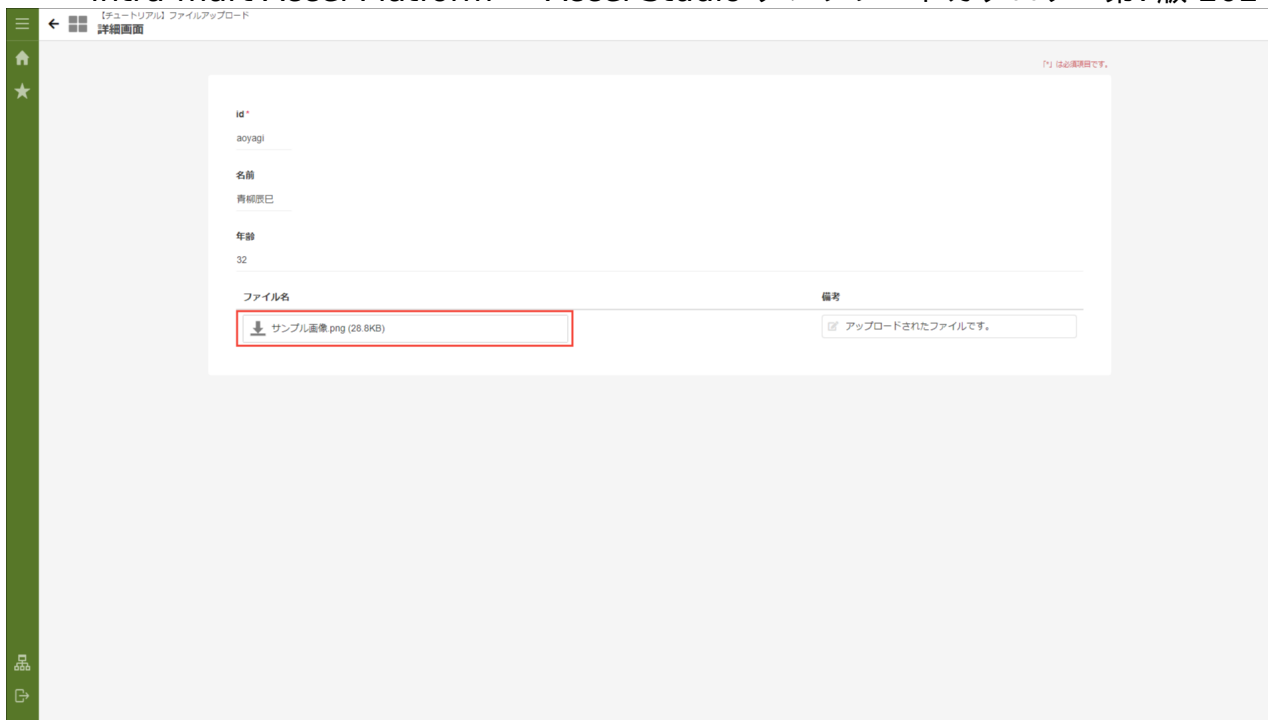 【チュートリアル】ファイルアップロード
詳細画面
「*」は必須項目です。
id*
aoyagi
名前
青柳辰巳
年齢
32
ファイル名 備考
サンプル画像.png (28.8KB) アップロードされたファイルです。